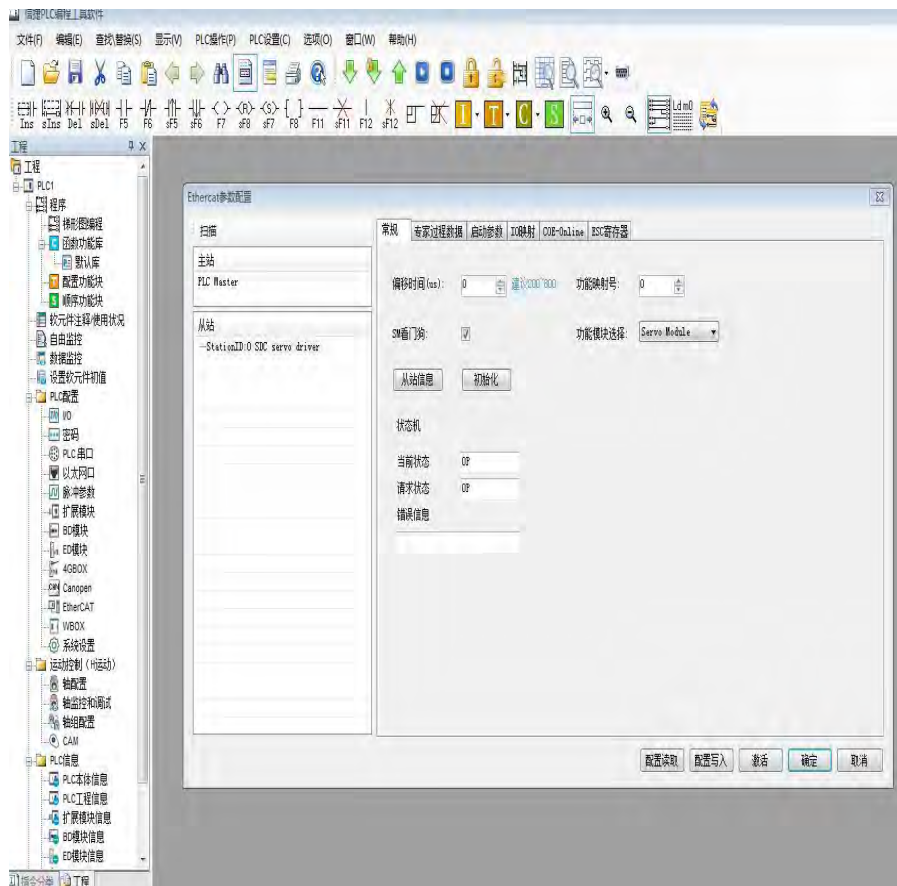 信捷PLC编程工具软件
文件(F) 编辑(E) 查找\替换(S) 显示(V) PLC操作(P) PLC设置(C) 选项(O) 窗口(W) 帮助(H)
Ins sIns Del sDel F5 F6 sF5 sF6 F7 sF8 sF7 F8 F11 sF11 F12 sF12 I T C S Ld m0
工程
工程
PLC1
程序
梯形图编程
函数功能库
默认库
配置功能块
顺序功能块
软元件注释/使用状况
自由监控
数据监控
设置软元件初值
PLC配置
I/O
密码
PLC串口
以太网口
脉冲参数
扩展模块
BD模块
ED模块
4GBOX
Canopen
EtherCAT
WBOX
系统设置
运动控制（H运动）
轴配置
轴监控和调试
轴组配置
CAM
PLC信息
PLC本体信息
PLC工程信息
扩展模块信息
BD模块信息
ED模块信息
指令分类 工程
Ethercat参数配置
扫描
主站
PLC Master
从站
--StationID:0 SDC servo driver
常规 专家过程数据 启动参数 IO映射 COE-Online ESC寄存器
偏移时间(us): 0 功能映射号: 0
SM看门狗: 功能模块选择: Servo Module
从站信息 初始化
状态机
当前状态 OP
请求状态 OP
错误信息
配置读取 配置写入 激活 确定 取消